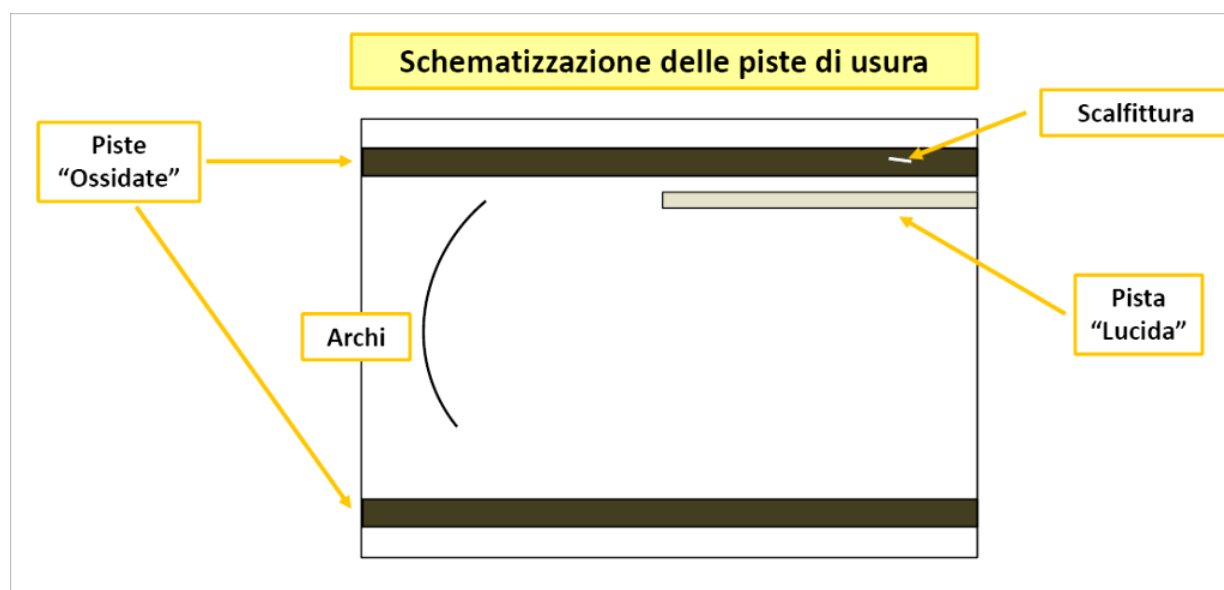 Schematizzazione delle piste di usura
Scalfittura
Piste
“Ossidate”
Pista
“Lucida”
Archi